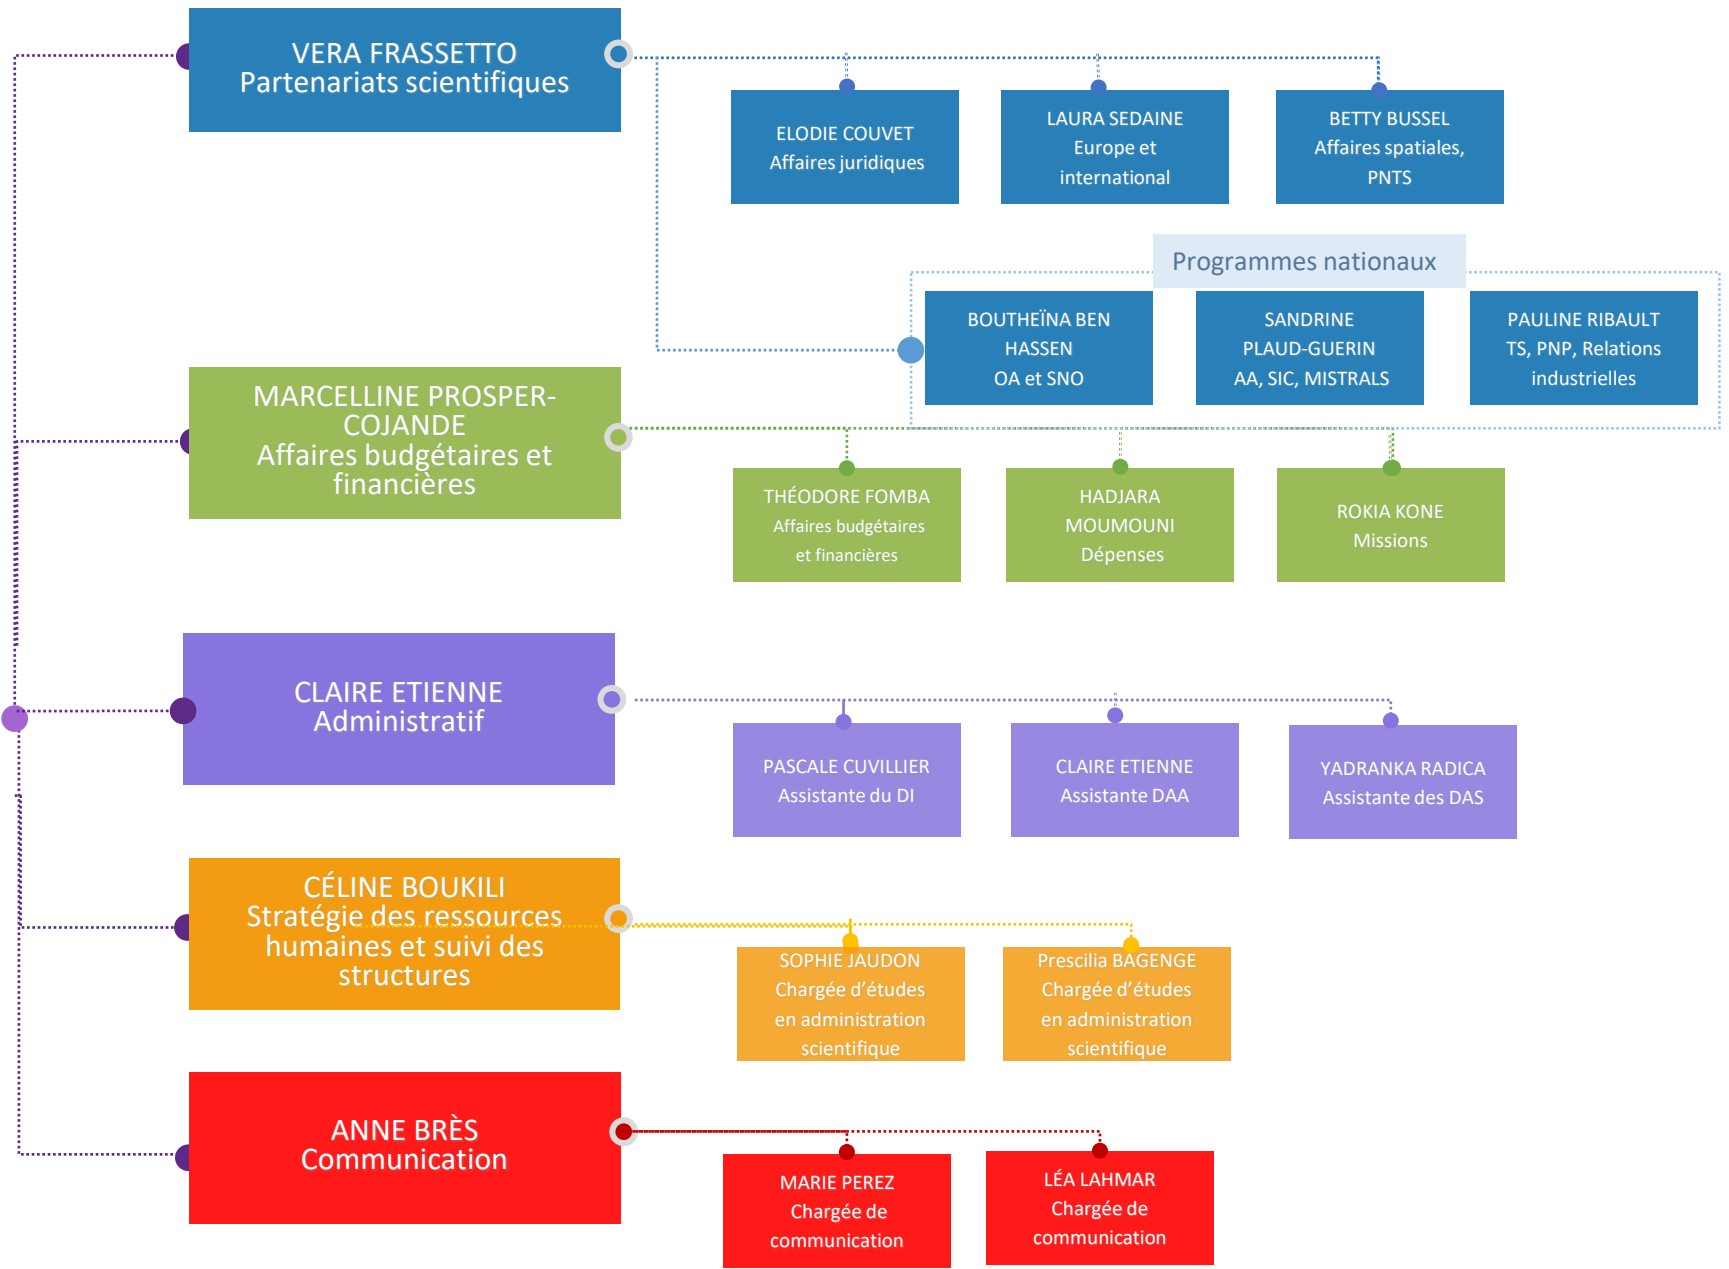 VERA FRASSETTO
Partenariats scientifiques
ELODIE COUVET
Affaires juridiques
LAURA SEDAINE
Europe et
international
BETTY BUSSEL
Affaires spatiales,
PNTS
Programmes nationaux
BOUTHEÏNA BEN
HASSEN
OA et SNO
SANDRINE
PLAUD-GUERIN
AA, SIC, MISTRALS
PAULINE RIBAULT
TS, PNP, Relations
industrielles
MARCELLINE PROSPER-
COJANDE
Affaires budgétaires et
financières
THÉODORE FOMBA
Affaires budgétaires
et financières
HADJARA
MOUMOUNI
Dépenses
ROKIA KONE
Missions
CLAIRE ETIENNE
Administratif
PASCALE CUVILLIER
Assistante du DI
CLAIRE ETIENNE
Assistante DAA
YADRANKA RADICA
Assistante des DAS
CÉLINE BOUKILI
Stratégie des ressources
humaines et suivi des
structures
SOPHIE JAUDON
Chargée d’études
en administration
scientifique
Prescilia BAGENGE
Chargée d’études
en administration
scientifique
ANNE BRÈS
Communication
MARIE PEREZ
Chargée de
communication
LÉA LAHMAR
Chargée de
communication